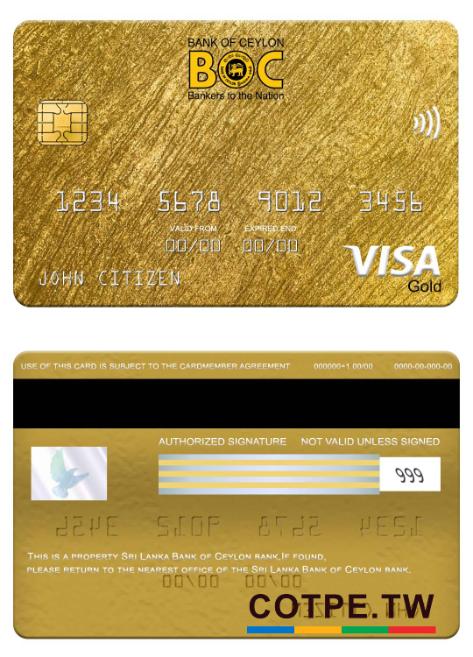 BANK OF CEYLON
BOC
Bankers to the Nation
1234 5678 9012 3456
VALID FROM EXPIRED END
00/00 00/00
JOHN CITIZEN
VISA
Gold
USE OF THIS CARD IS SUBJECT TO THE CARDMEMBER AGREEMENT 000000+1 00/00 0000-00-000-00
AUTHORIZED SIGNATURE NOT VALID UNLESS SIGNED
999
THIS IS A PROPERTY SRI LANKA BANK OF CEYLON BANK.IF FOUND,
PLEASE RETURN TO THE NEAREST OFFICE OF THE SRI LANKA BANK OF CEYLON BANK.
00/00 00/00
COTPE.TW